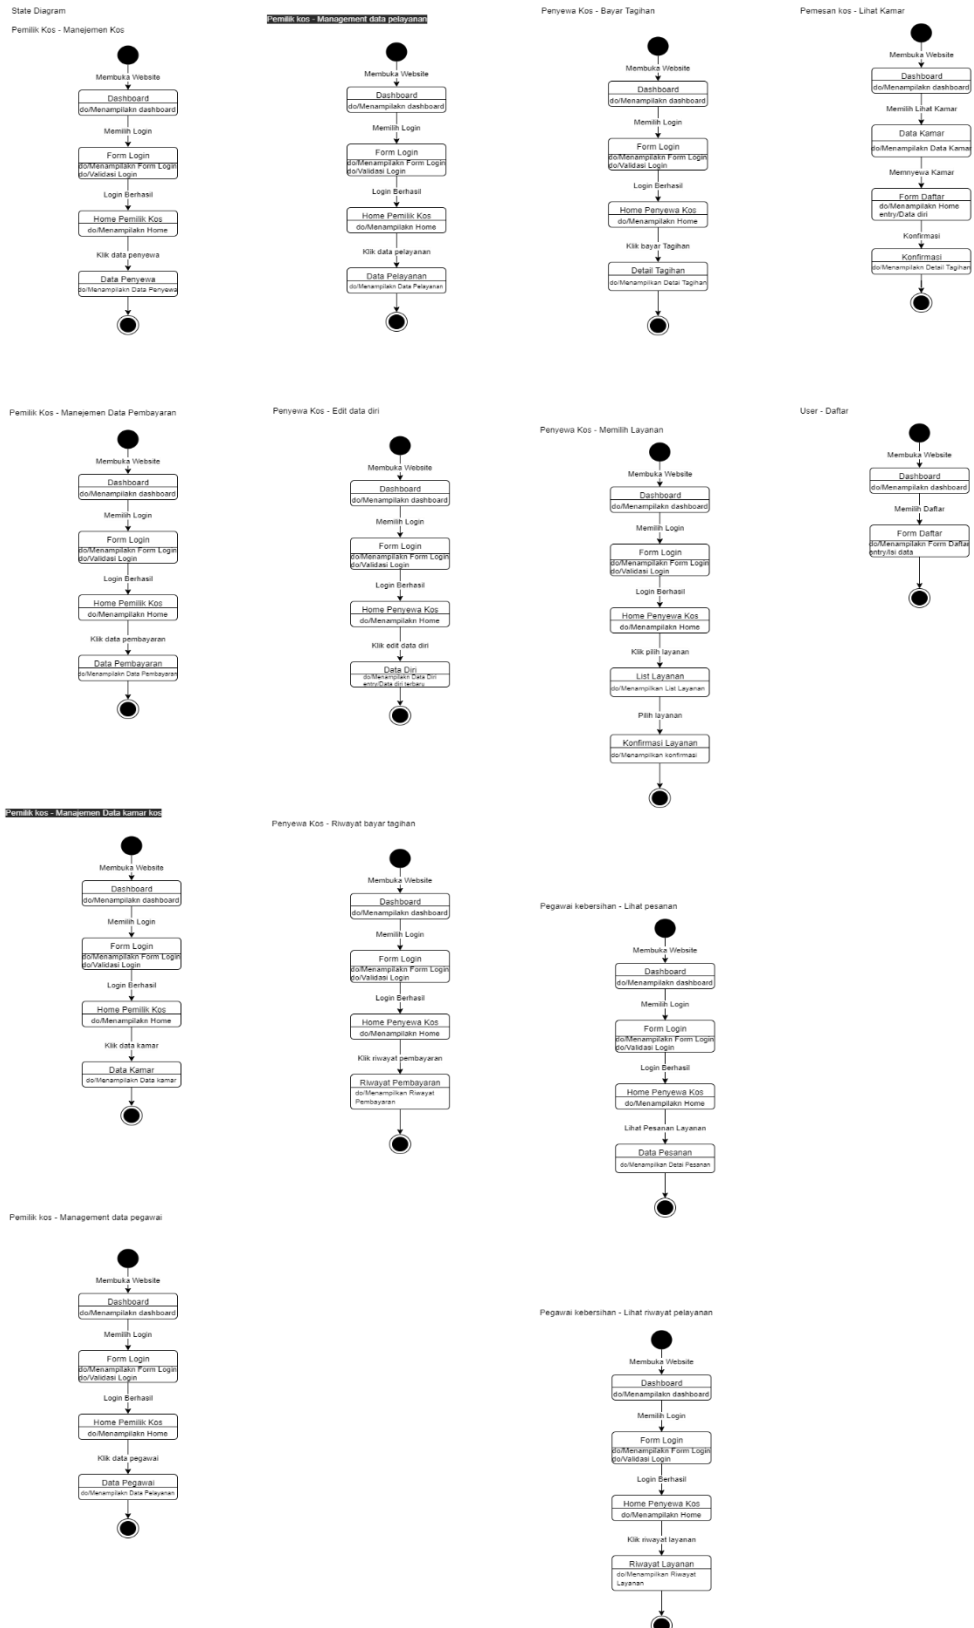 State Diagram
Pemilik Kos - Manejemen Kos
Membuka Website
Dashboard
do/Menampilakn dashboard
Memilih Login
Form Login
do/Menampilakn Form Login
do/Validasi Login
Login Berhasil
Home Pemilik Kos
do/Menampilakn Home
Klik data penyewa
Data Penyewa
do/Menampilakn Data Penyewa
Pemilik kos - Management data pelayanan
Membuka Website
Dashboard
do/Menampilakn dashboard
Memilih Login
Form Login
do/Menampilakn Form Login
do/Validasi Login
Login Berhasil
Home Pemilik Kos
do/Menampilakn Home
Klik data pelayanan
Data Pelayanan
do/Menampilakn Data Pelayanan
Penyewa Kos - Bayar Tagihan
Membuka Website
Dashboard
do/Menampilakn dashboard
Memilih Login
Form Login
do/Menampilakn Form Login
do/Validasi Login
Login Berhasil
Home Penyewa Kos
do/Menampilakn Home
Klik bayar Tagihan
Detail Tagihan
do/Menampilkan Detai Tagihan
Pemesan kos - Lihat Kamar
Membuka Website
Dashboard
do/Menampilakn dashboard
Memilih Lihat Kamar
Data Kamar
do/Menampilakn Data Kamar
Memnyewa Kamar
Form Daftar
do/Menampilakn Home
entry/Data diri
Konfirmasi
Konfirmasi
do/Menampilakn Detail Tagihan
Pemilik Kos - Manejemen Data Pembayaran
Membuka Website
Dashboard
do/Menampilakn dashboard
Memilih Login
Form Login
do/Menampilakn Form Login
do/Validasi Login
Login Berhasil
Home Pemilik Kos
do/Menampilakn Home
Klik data pembayaran
Data Pembayaran
do/Menampilakn Data Pembayaran
Penyewa Kos - Edit data diri
Membuka Website
Dashboard
do/Menampilakn dashboard
Memilih Login
Form Login
do/Menampilakn Form Login
do/Validasi Login
Login Berhasil
Home Penyewa Kos
do/Menampilakn Home
Klik edit data diri
Data Diri
do/Menampilakn Data Diri
entry/Data diri terbaru
Penyewa Kos - Memilih Layanan
Membuka Website
Dashboard
do/Menampilakn dashboard
Memilih Login
Form Login
do/Menampilakn Form Login
do/Validasi Login
Login Berhasil
Home Penyewa Kos
do/Menampilakn Home
Klik pilih layanan
List Layanan
do/Menampilkan List Layanan
Pilih layanan
Konfirmasi Layanan
do/Menampilkan konfirmasi
User - Daftar
Membuka Website
Dashboard
do/Menampilakn dashboard
Memilih Daftar
Form Daftar
do/Menampilakn Form Daftar
entry/Isi data
Pemilik kos - Manajemen Data kamar kos
Membuka Website
Dashboard
do/Menampilakn dashboard
Memilih Login
Form Login
do/Menampilakn Form Login
do/Validasi Login
Login Berhasil
Home Pemilik Kos
do/Menampilakn Home
Klik data kamar
Data Kamar
do/Menampilakn Data kamar
Penyewa Kos - Riwayat bayar tagihan
Membuka Website
Dashboard
do/Menampilakn dashboard
Memilih Login
Form Login
do/Menampilakn Form Login
do/Validasi Login
Login Berhasil
Home Penyewa Kos
do/Menampilakn Home
Klik riwayat pembayaran
Riwayat Pembayaran
do/Menampilkan Riwayat
Pembayaran
Pegawai kebersihan - Lihat pesanan
Membuka Website
Dashboard
do/Menampilakn dashboard
Memilih Login
Form Login
do/Menampilakn Form Login
do/Validasi Login
Login Berhasil
Home Penyewa Kos
do/Menampilakn Home
Lihat Pesanan Layanan
Data Pesanan
do/Menampilkan Detai Pesanan
Pemilik kos - Management data pegawai
Membuka Website
Dashboard
do/Menampilakn dashboard
Memilih Login
Form Login
do/Menampilakn Form Login
do/Validasi Login
Login Berhasil
Home Pemilik Kos
do/Menampilakn Home
Klik data pegawai
Data Pegawai
do/Menampilakn Data Pelayanan
Pegawai kebersihan - Lihat riwayat pelayanan
Membuka Website
Dashboard
do/Menampilakn dashboard
Memilih Login
Form Login
do/Menampilakn Form Login
do/Validasi Login
Login Berhasil
Home Penyewa Kos
do/Menampilakn Home
Klik riwayat layanan
Riwayat Layanan
do/Menampilkan Riwayat
Layanan